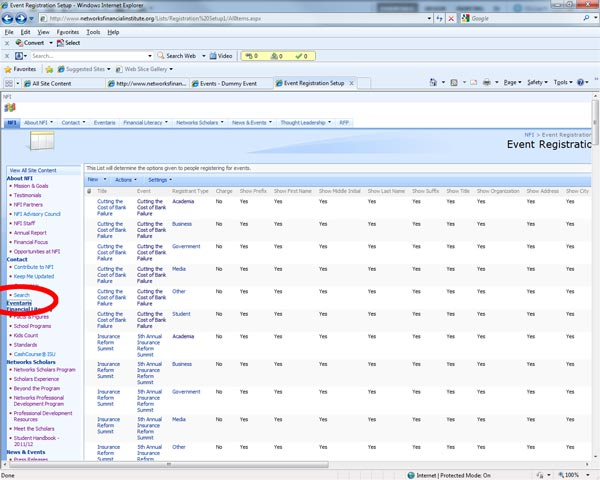 Event Registration Setup - Windows Internet Explorer
http://www.networksfinancialinstitute.org/Lists/Registration%20Setup1/AllItems.aspx
Google
File Edit View Favorites Tools Help
Convert Select
Search Web
Favorites Suggested Sites Web Slice Gallery
All Site Content http://www.networksfinan... Events - Dummy Event Event Registration Setup
Page Safety Tools
NFI
NFI About NFI Contact Eventaris Financial Literacy Networks Scholars News & Events Thought Leadership RFP
NFI > Event Registration
Event Registratio
View All Site Content
About NFI
Mission & Goals
Testimonials
NFI Partners
NFI Advisory Council
NFI Staff
Annual Report
Financial Focus
Opportunities at NFI
Contact
Contribute to NFI
Keep Me Updated
Search
Eventaris
Financial Lit
Facts & Figures
School Programs
Kids Count
Standards
CashCourse@ISU
Networks Scholars
Networks Scholars Program
Scholars Experience
Beyond the Program
Networks Professional
Development Program
Professional Development
Resources
Meet the Scholars
Student Handbook -
2011/12
News & Events
Press Releases
This List will determine the options given to people registering for events.
New Actions Settings
Title Event Registrant Type Charge Show Prefix Show First Name Show Middle Initial Show Last Name Show Suffix Show Title Show Organization Show Address Show City
Cutting the Cutting the Academia No Yes Yes Yes Yes Yes Yes Yes Yes Yes
Cost of Bank Cost of Bank
Failure Failure
Cutting the Cutting the Business No Yes Yes Yes Yes Yes Yes Yes Yes Yes
Cost of Bank Cost of Bank
Failure Failure
Cutting the Cutting the Government No Yes Yes Yes Yes Yes Yes Yes Yes Yes
Cost of Bank Cost of Bank
Failure Failure
Cutting the Cutting the Media No Yes Yes Yes Yes Yes Yes Yes Yes Yes
Cost of Bank Cost of Bank
Failure Failure
Cutting the Cutting the Other No Yes Yes Yes Yes Yes Yes Yes Yes Yes
Cost of Bank Cost of Bank
Failure Failure
Cutting the Cutting the Student No Yes Yes Yes Yes Yes Yes Yes Yes Yes
Cost of Bank Cost of Bank
Failure Failure
Insurance 5th Annual Academia No Yes Yes Yes Yes Yes Yes Yes Yes Yes
Reform Insurance
Summit Reform
Summit
Insurance 5th Annual Business No Yes Yes Yes Yes Yes Yes Yes Yes Yes
Reform Insurance
Summit Reform
Summit
Insurance 5th Annual Government No Yes Yes Yes Yes Yes Yes Yes Yes Yes
Reform Insurance
Summit Reform
Summit
Insurance 5th Annual Media No Yes Yes Yes Yes Yes Yes Yes Yes Yes
Reform Insurance
Summit Reform
Summit
Insurance 5th Annual Other No Yes Yes Yes Yes Yes Yes Yes Yes Yes
Reform Insurance
Done
Internet | Protected Mode: On
100%